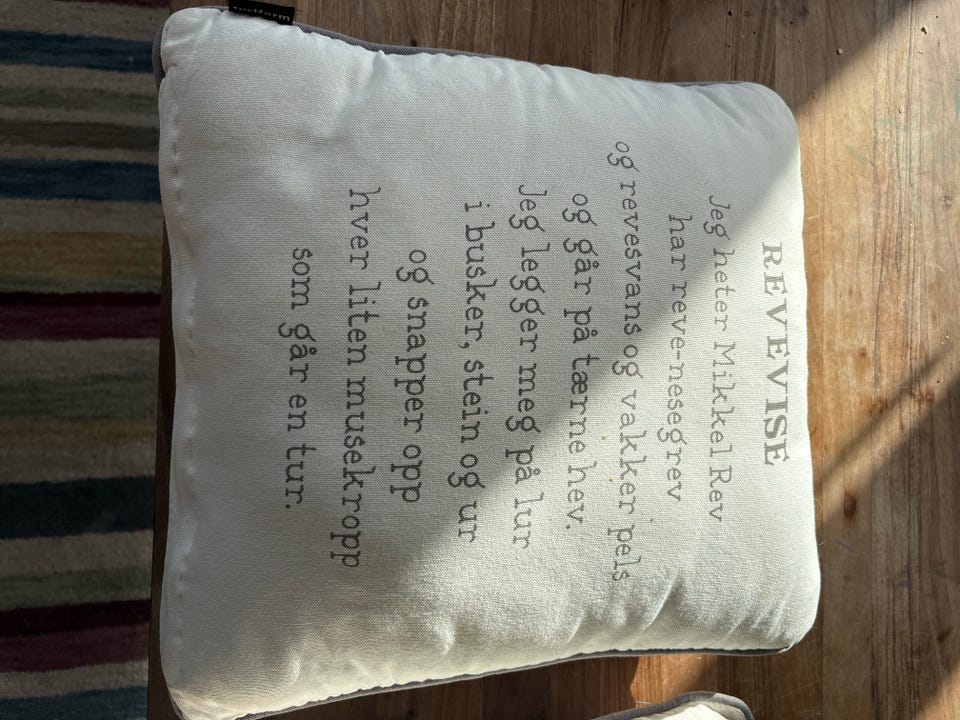 REVEVISE
Jeg heter Mikkel Rev
har reve-nesegrev
og revesvans og vakker pels
og går på tærne hev.
Jeg legger meg på lur
i busker, stein og ur
og snapper opp
hver liten musekropp
som går en tur.